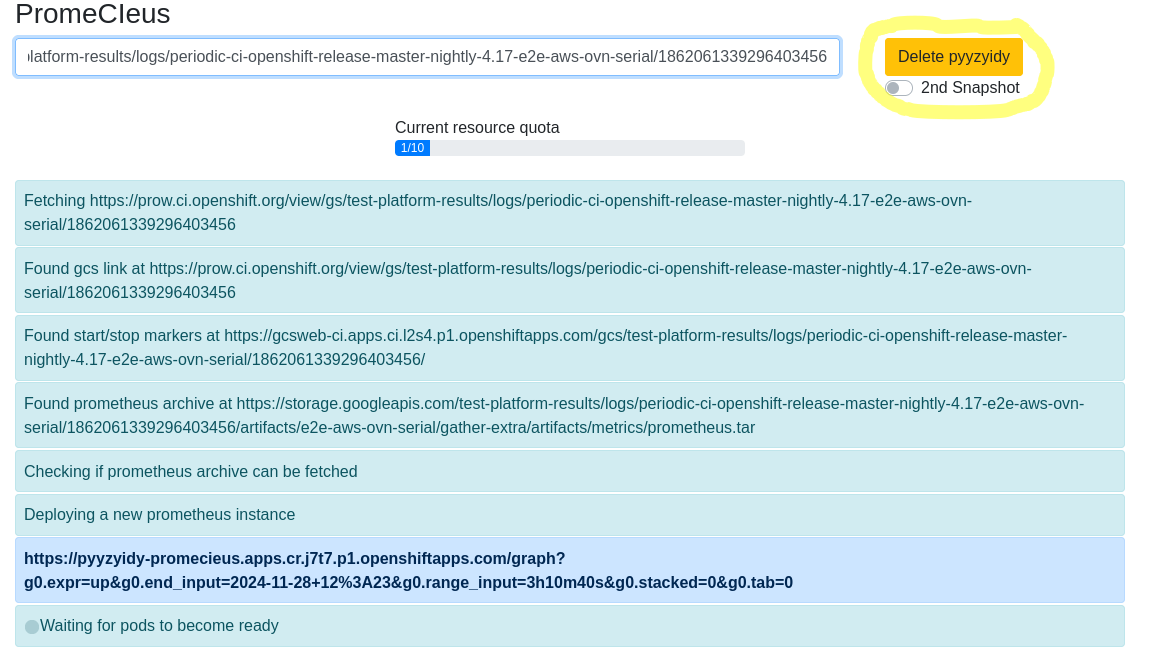 PromeCIeus
platform-results/logs/periodic-ci-openshift-release-master-nightly-4.17-e2e-aws-ovn-serial/1862061339296403456
Delete pyyzyidy
2nd Snapshot
Current resource quota
1/10
Fetching https://prow.ci.openshift.org/view/gs/test-platform-results/logs/periodic-ci-openshift-release-master-nightly-4.17-e2e-aws-ovn-
serial/1862061339296403456
Found gcs link at https://prow.ci.openshift.org/view/gs/test-platform-results/logs/periodic-ci-openshift-release-master-nightly-4.17-e2e-aws-ovn-
serial/1862061339296403456
Found start/stop markers at https://gcsweb-ci.apps.ci.l2s4.p1.openshiftapps.com/gcs/test-platform-results/logs/periodic-ci-openshift-release-master-
nightly-4.17-e2e-aws-ovn-serial/1862061339296403456/
Found prometheus archive at https://storage.googleapis.com/test-platform-results/logs/periodic-ci-openshift-release-master-nightly-4.17-e2e-aws-ovn-
serial/1862061339296403456/artifacts/e2e-aws-ovn-serial/gather-extra/artifacts/metrics/prometheus.tar
Checking if prometheus archive can be fetched
Deploying a new prometheus instance
https://pyyzyidy-promecieus.apps.cr.j7t7.p1.openshiftapps.com/graph?
g0.expr=up&g0.end_input=2024-11-28+12%3A23&g0.range_input=3h10m40s&g0.stacked=0&g0.tab=0
Waiting for pods to become ready